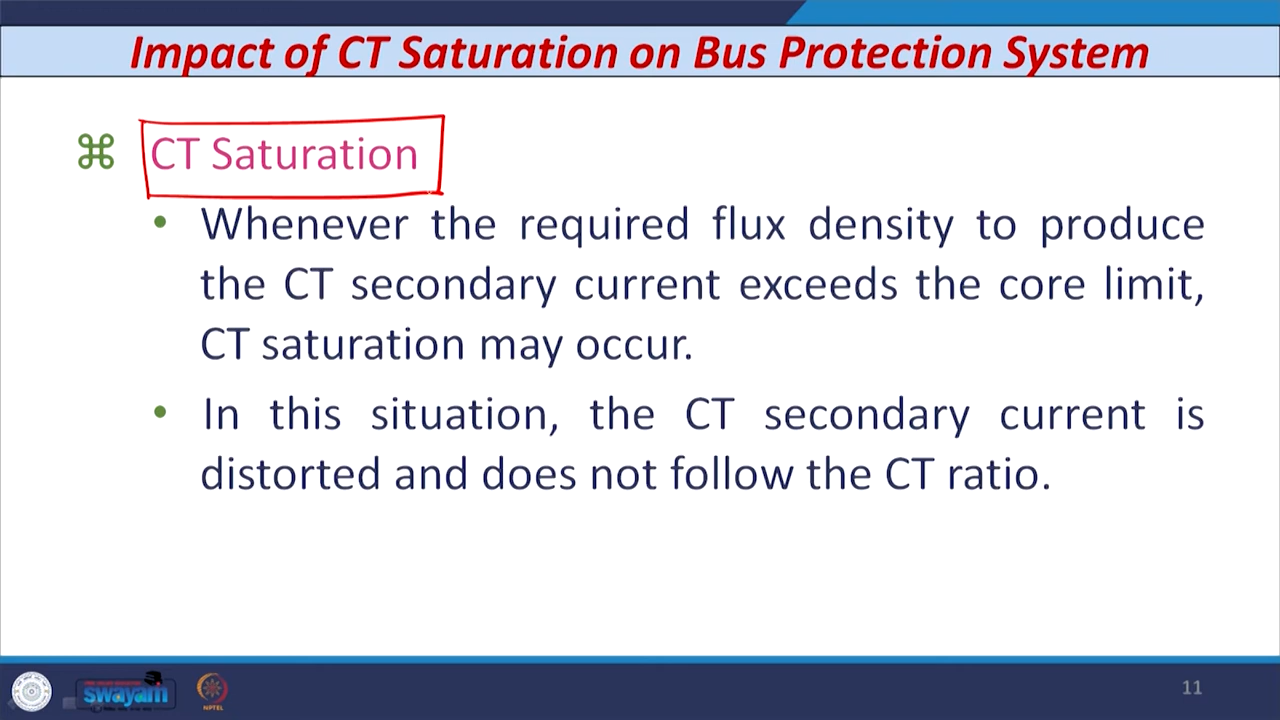 Impact of CT Saturation on Bus Protection System
CT Saturation
Whenever the required flux density to produce
the CT secondary current exceeds the core limit,
CT saturation may occur.
In this situation, the CT secondary current is
distorted and does not follow the CT ratio.
swayam
NPTEL
11